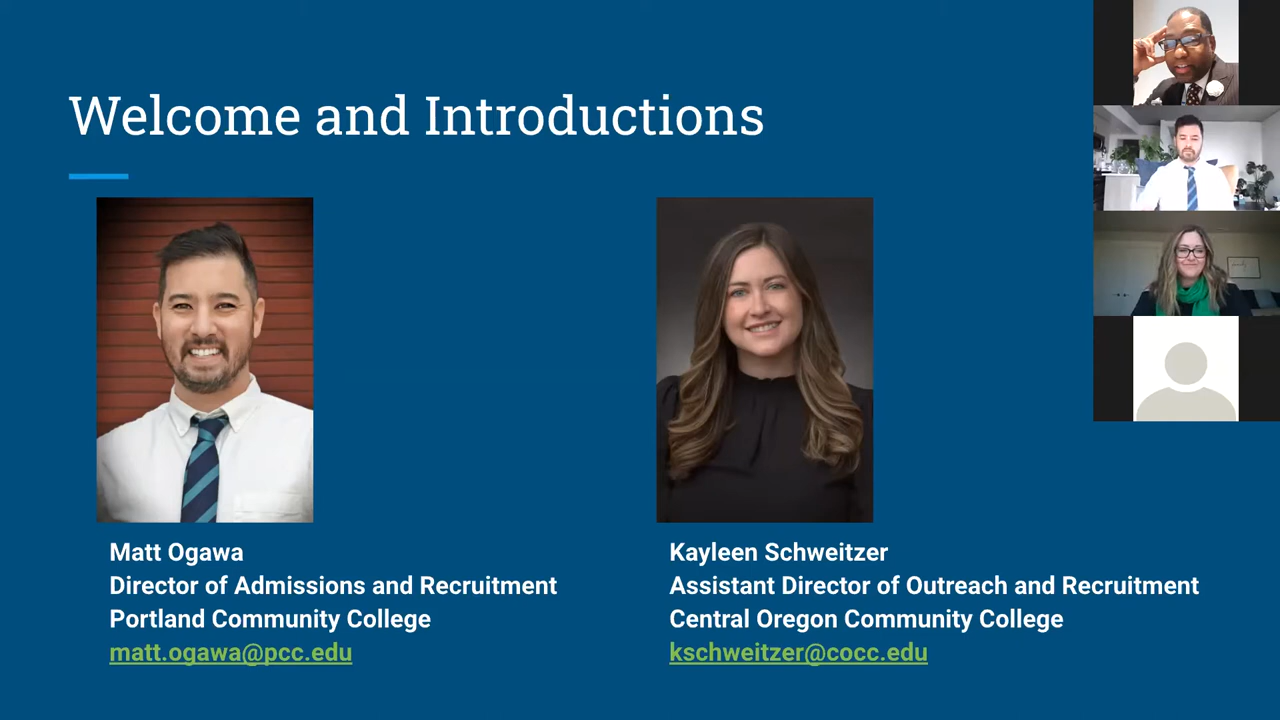 Welcome and Introductions
Matt Ogawa
Director of Admissions and Recruitment
Portland Community College
matt.ogawa@pcc.edu
Kayleen Schweitzer
Assistant Director of Outreach and Recruitment
Central Oregon Community College
kschweitzer@cocc.edu